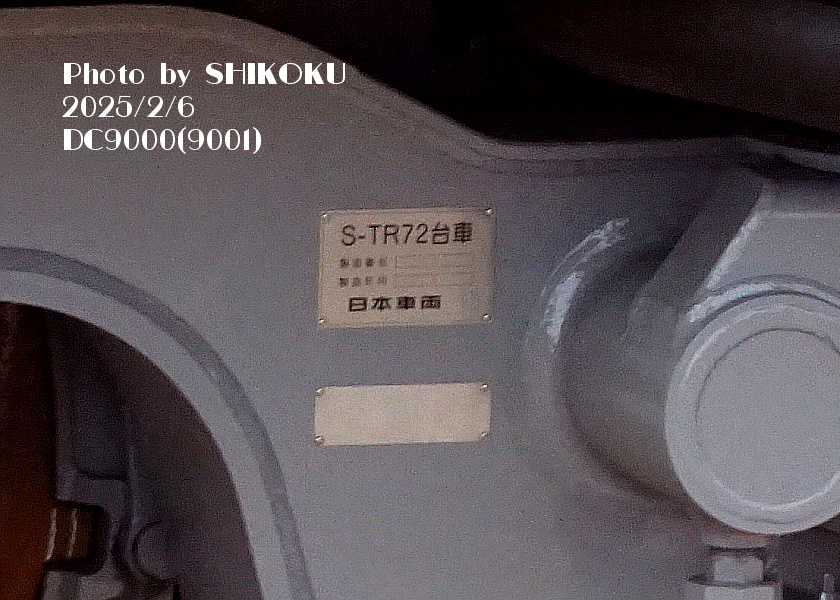 Photo by SHIKOKU
2025/2/6
DC9000(9001)
S-TR72台車
製造番号
製造年月
日本車両